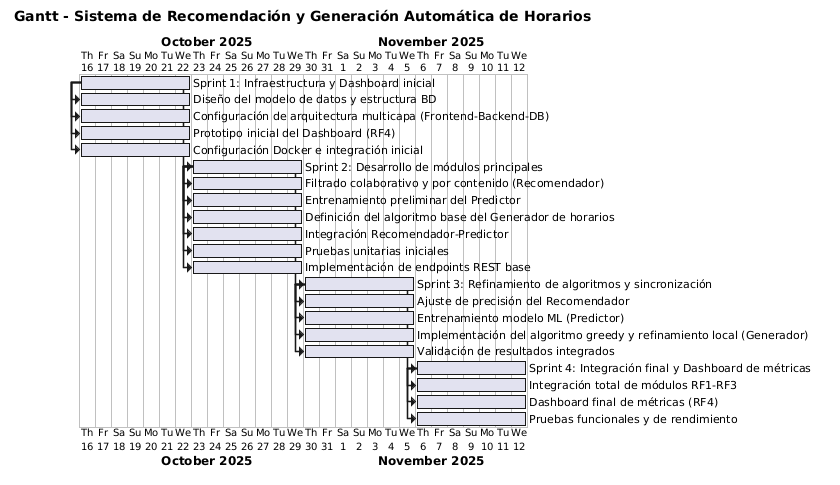 Gantt - Sistema de Recomendación y Generación Automática de Horarios
October 2025 November 2025
Th Fr Sa Su Mo Tu We Th Fr Sa Su Mo Tu We Th Fr Sa Su Mo Tu We Th Fr Sa Su Mo Tu We
16 17 18 19 20 21 22 23 24 25 26 27 28 29 30 31 1 2 3 4 5 6 7 8 9 10 11 12
Sprint 1: Infraestructura y Dashboard inicial
Diseño del modelo de datos y estructura BD
Configuración de arquitectura multicapa (Frontend-Backend-DB)
Prototipo inicial del Dashboard (RF4)
Configuración Docker e integración inicial
Sprint 2: Desarrollo de módulos principales
Filtrado colaborativo y por contenido (Recomendador)
Entrenamiento preliminar del Predictor
Definición del algoritmo base del Generador de horarios
Integración Recomendador-Predictor
Pruebas unitarias iniciales
Implementación de endpoints REST base
Sprint 3: Refinamiento de algoritmos y sincronización
Ajuste de precisión del Recomendador
Entrenamiento modelo ML (Predictor)
Implementación del algoritmo greedy y refinamiento local (Generador)
Validación de resultados integrados
Sprint 4: Integración final y Dashboard de métricas
Integración total de módulos RF1-RF3
Dashboard final de métricas (RF4)
Pruebas funcionales y de rendimiento
Th Fr Sa Su Mo Tu We Th Fr Sa Su Mo Tu We Th Fr Sa Su Mo Tu We Th Fr Sa Su Mo Tu We
16 17 18 19 20 21 22 23 24 25 26 27 28 29 30 31 1 2 3 4 5 6 7 8 9 10 11 12
October 2025 November 2025